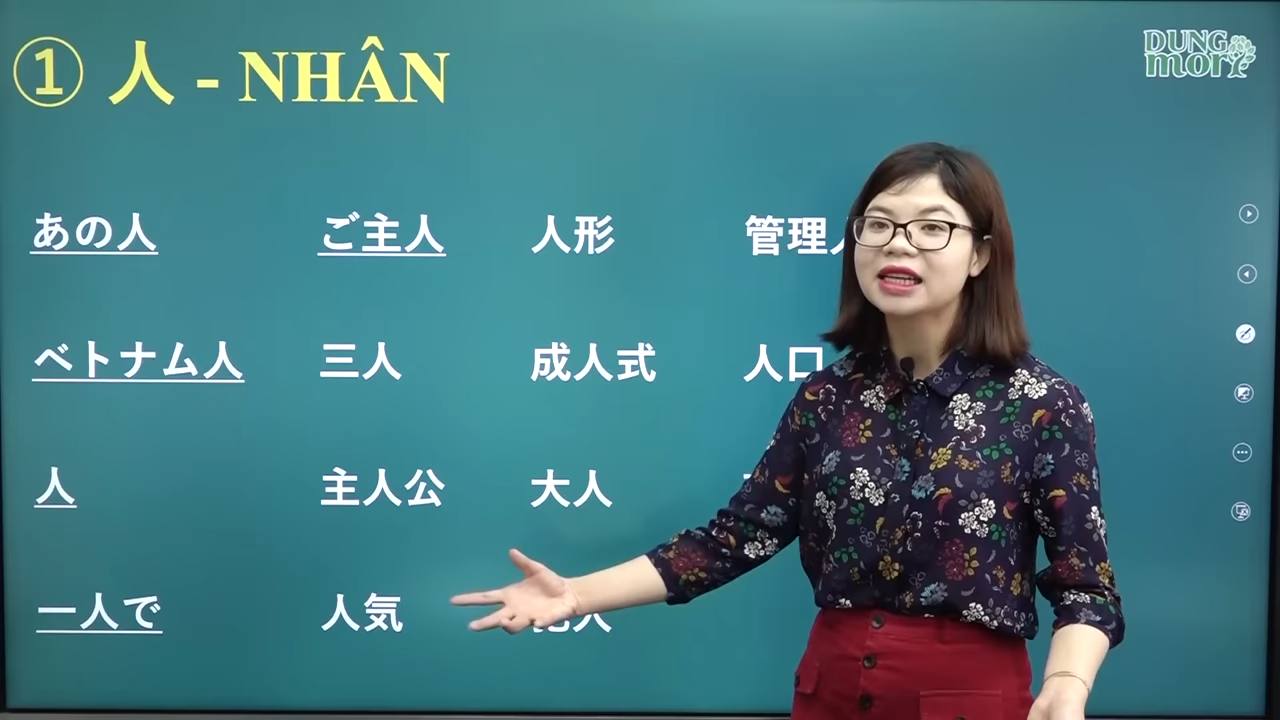 ① 人 - NHÂN
DUNG
mori
あの人 ご主人 人形 管理人
ベトナム人 三人 成人式 人口
人 主人公 大人
一人で 人気 人